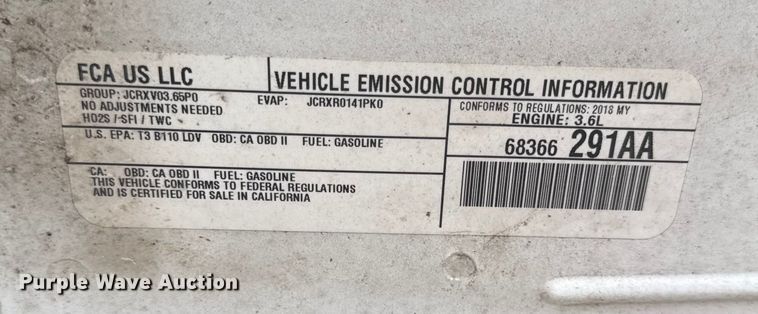 FCA US LLC
VEHICLE EMISSION CONTROL INFORMATION
GROUP: JCRXV03.65P0 EVAP: JCRXR0141PK0
NO ADJUSTMENTS NEEDED
HO2S / SFI / TWC
CONFORMS TO REGULATIONS: 2018 MY
ENGINE: 3.6L
U.S. EPA: T3 B110 LDV OBD: CA OBD II FUEL: GASOLINE
68366 291AA
CA: OBD: CA OBD II FUEL: GASOLINE
THIS VEHICLE CONFORMS TO FEDERAL REGULATIONS
AND IS CERTIFIED FOR SALE IN CALIFORNIA
Purple Wave Auction